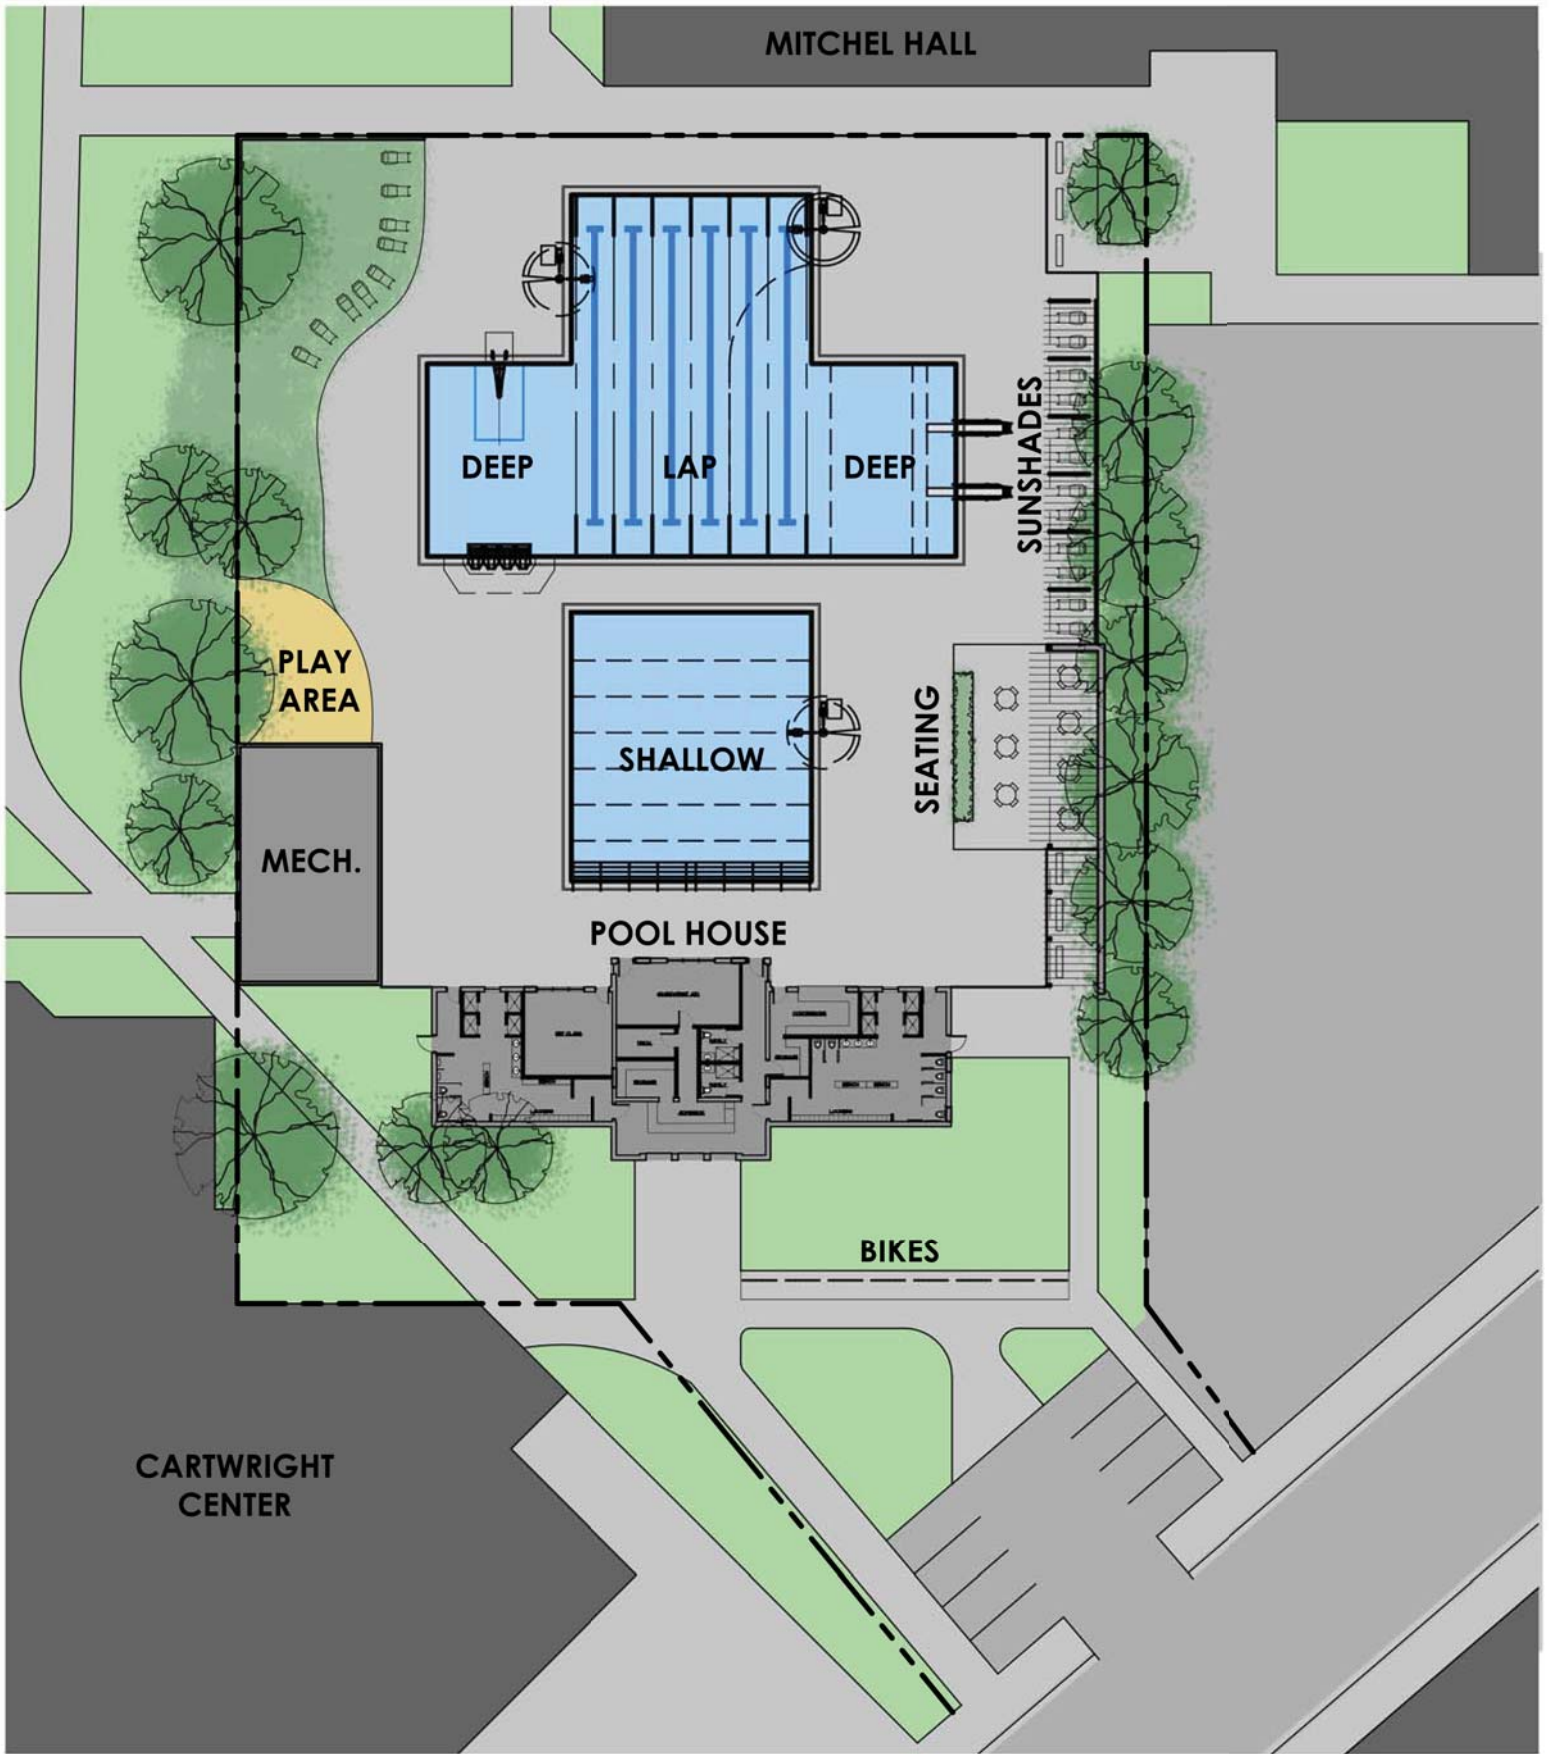 MITCHEL HALL
DEEP
LAP
DEEP
SUNSHADES
PLAY
AREA
SHALLOW
SEATING
MECH.
POOL HOUSE
BIKES
CARTWRIGHT
CENTER